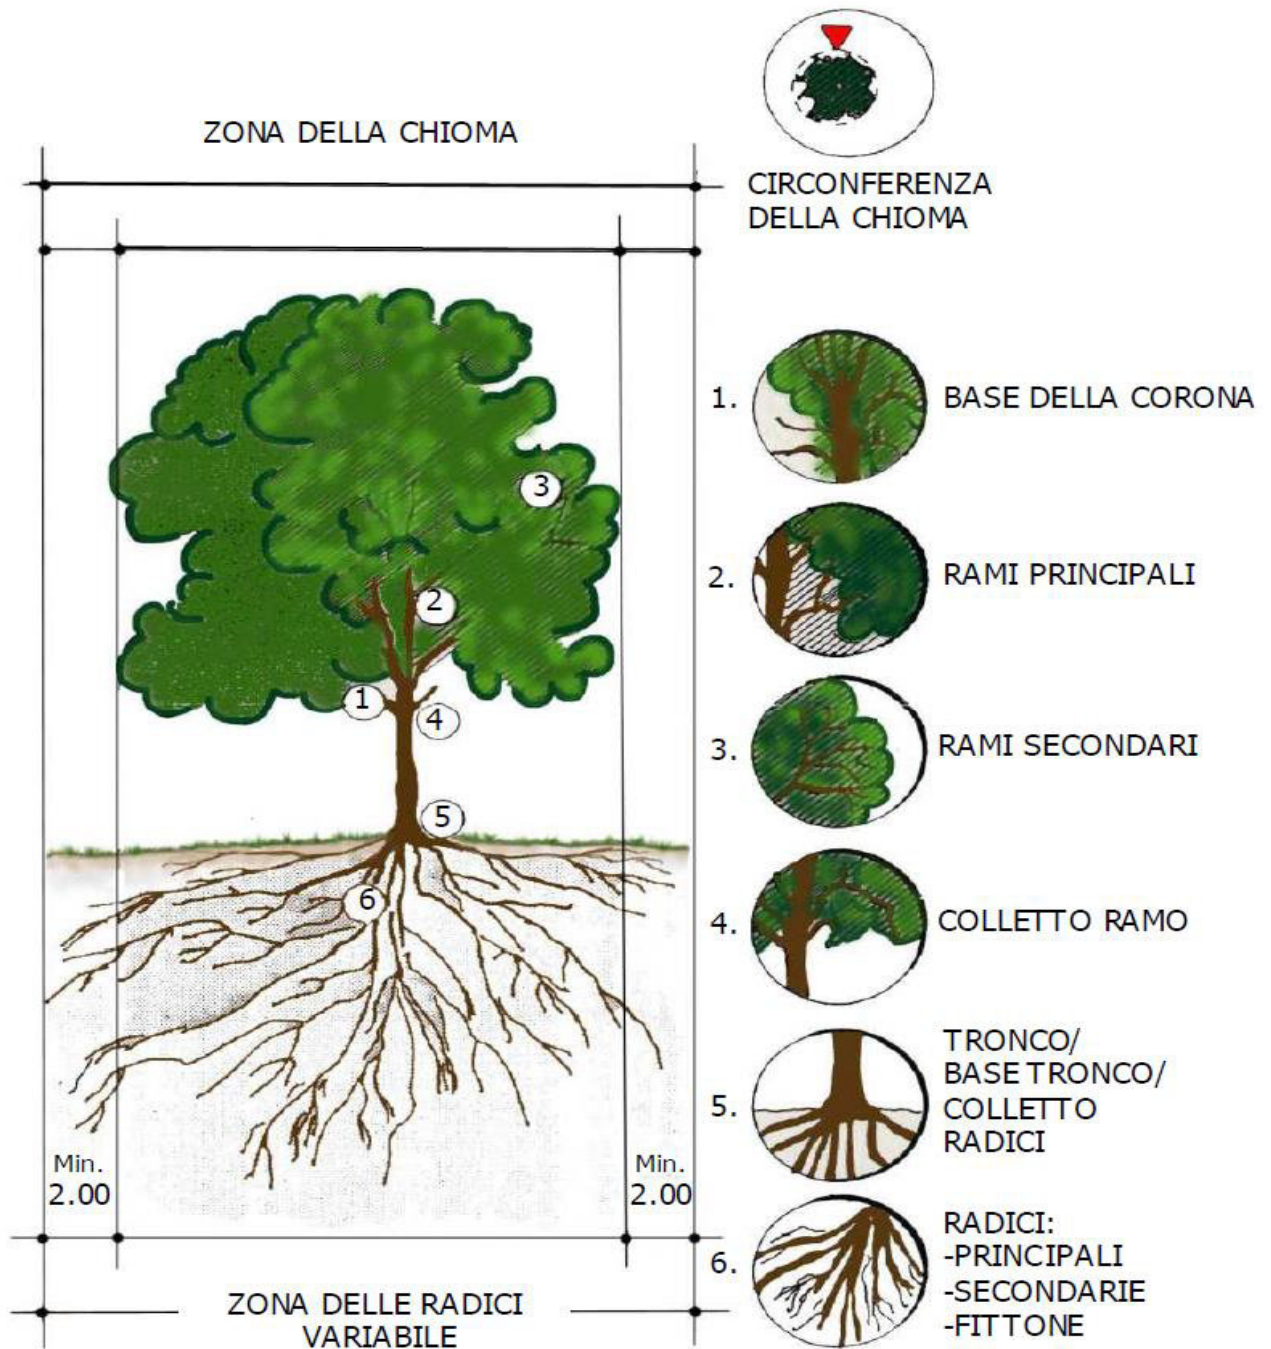 ZONA DELLA CHIOMA
CIRCONFERENZA
DELLA CHIOMA
1.
BASE DELLA CORONA
2.
RAMI PRINCIPALI
3.
RAMI SECONDARI
4.
COLLETTO RAMO
5.
TRONCO/
BASE TRONCO/
COLLETTO
RADICI
6.
RADICI:
-PRINCIPALI
-SECONDARIE
-FITTONE
3
2
1
4
5
6
Min.
2.00
Min.
2.00
ZONA DELLE RADICI
VARIABILE